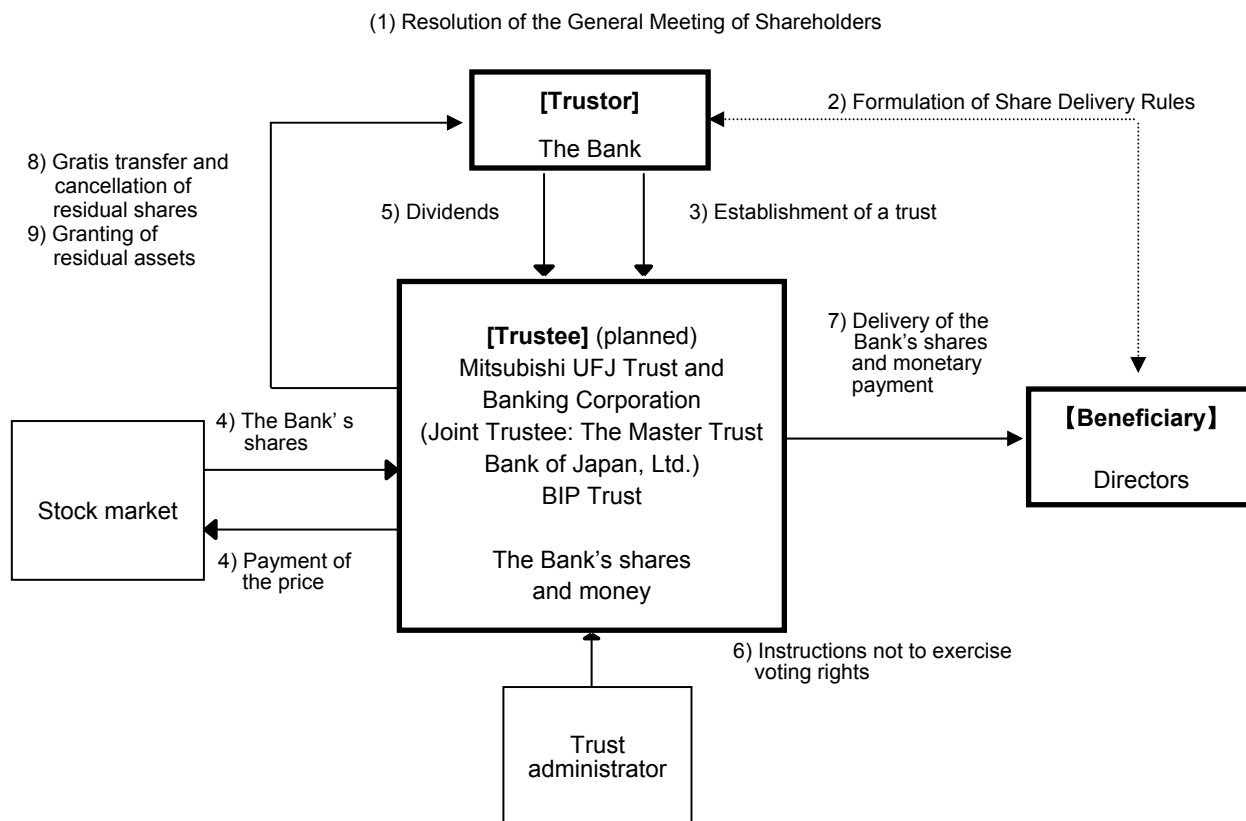 (1) Resolution of the General Meeting of Shareholders
[Trustor]
The Bank
2) Formulation of Share Delivery Rules
8) Gratis transfer and
cancellation of
residual shares
9) Granting of
residual assets
5) Dividends
3) Establishment of a trust
[Trustee] (planned)
Mitsubishi UFJ Trust and
Banking Corporation
(Joint Trustee: The Master Trust
Bank of Japan, Ltd.)
BIP Trust
The Bank’s shares
and money
7) Delivery of the
Bank’s shares
and monetary
payment
【Beneficiary】
Directors
4) The Bank’ s
shares
Stock market
4) Payment of
the price
6) Instructions not to exercise
voting rights
Trust
administrator